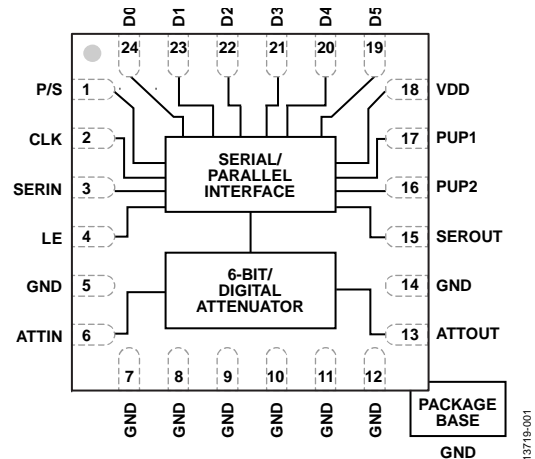 D0 D1 D2 D3 D4 D5
24 23 22 21 20 19
P/S 1 18 VDD
CLK 2 17 PUP1
SERIN 3 16 PUP2
LE 4 15 SEROUT
GND 5 14 GND
ATTIN 6 13 ATTOUT
SERIAL/
PARALLEL
INTERFACE
6-BIT/
DIGITAL
ATTENUATOR
7 8 9 10 11 12
GND GND GND GND GND GND
PACKAGE
BASE
GND
13719-001